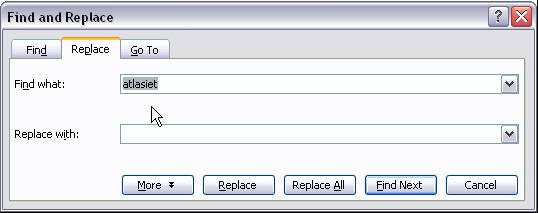 Find and Replace
Find Replace Go To
Find what: atlasiet
Replace with:
More Replace Replace All Find Next Cancel